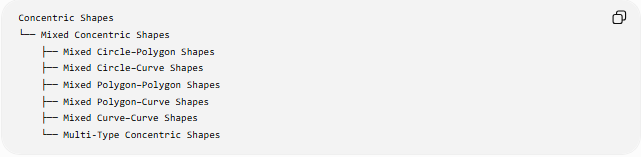 Concentric Shapes
└── Mixed Concentric Shapes
    ├── Mixed Circle–Polygon Shapes
    ├── Mixed Circle–Curve Shapes
    ├── Mixed Polygon–Polygon Shapes
    ├── Mixed Polygon–Curve Shapes
    ├── Mixed Curve–Curve Shapes
    └── Multi-Type Concentric Shapes